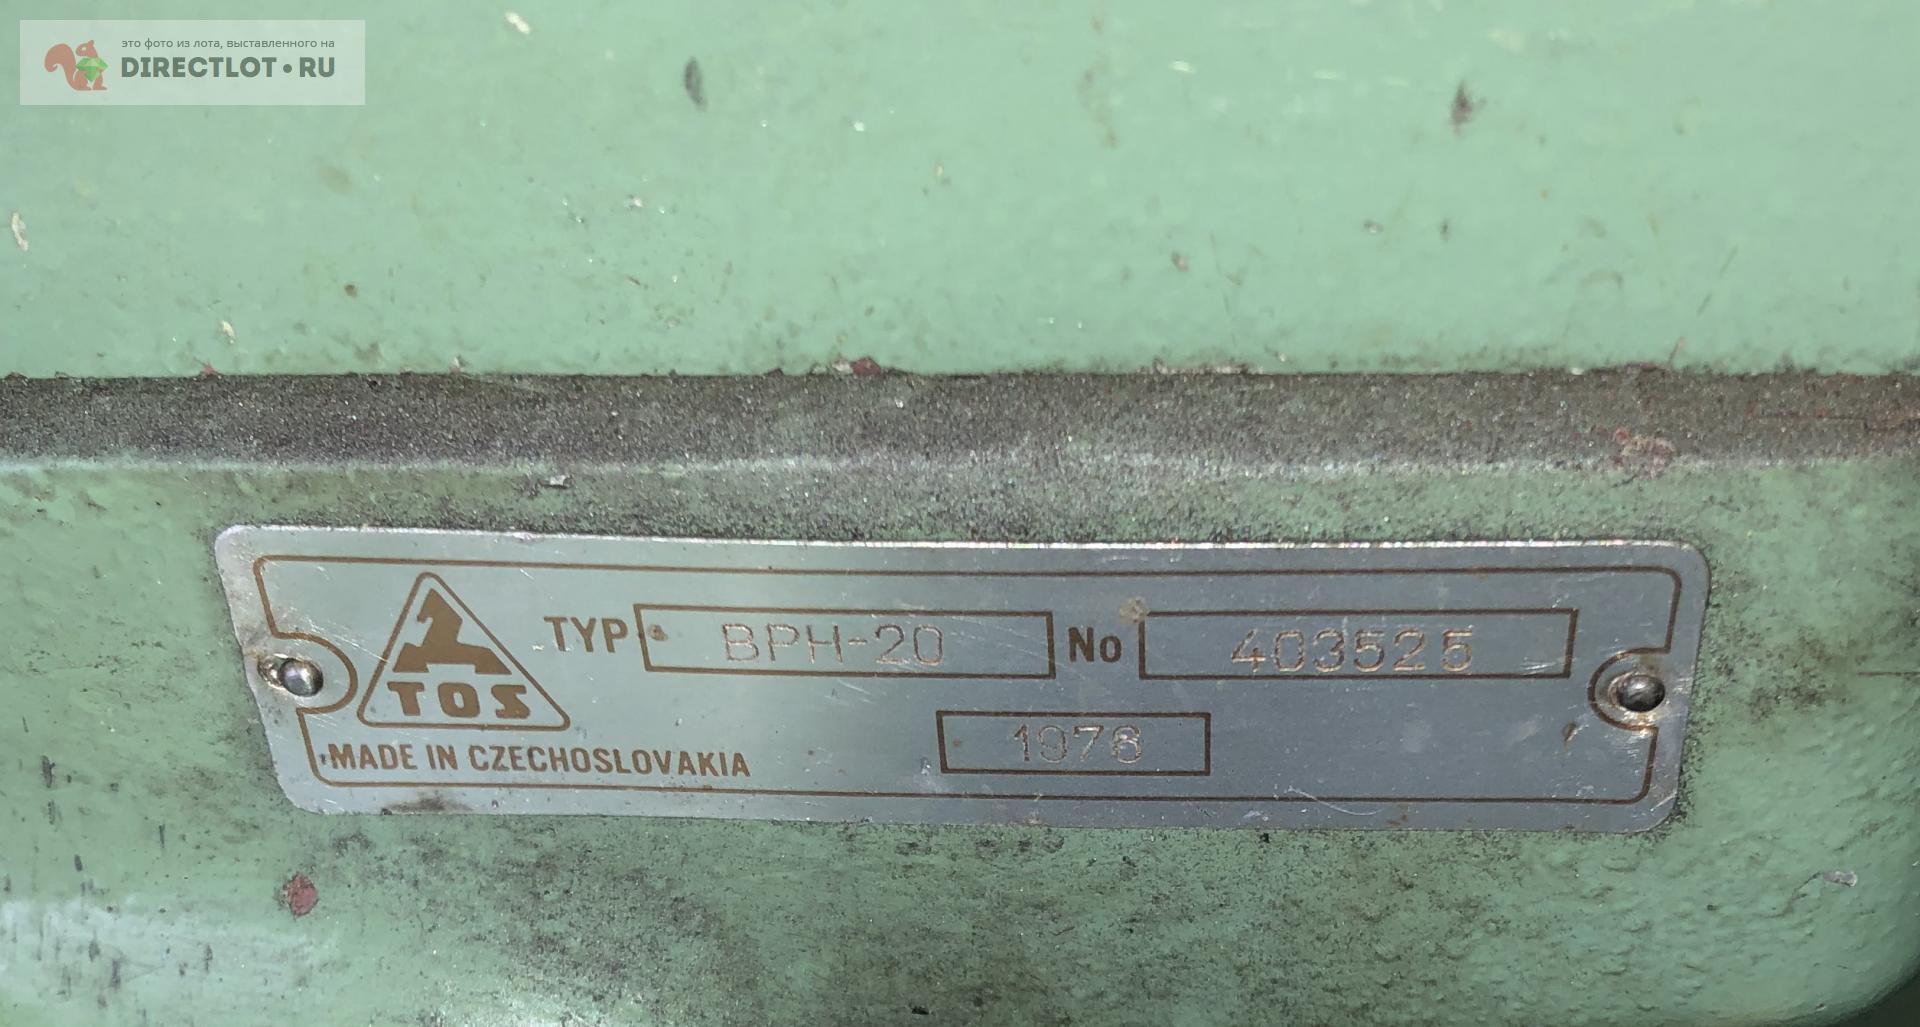 это фото из лота, выставленного на
DIRECTLOT•RU
TYP BPH-20 No 403525
TOS
1978
MADE IN CZECHOSLOVAKIA